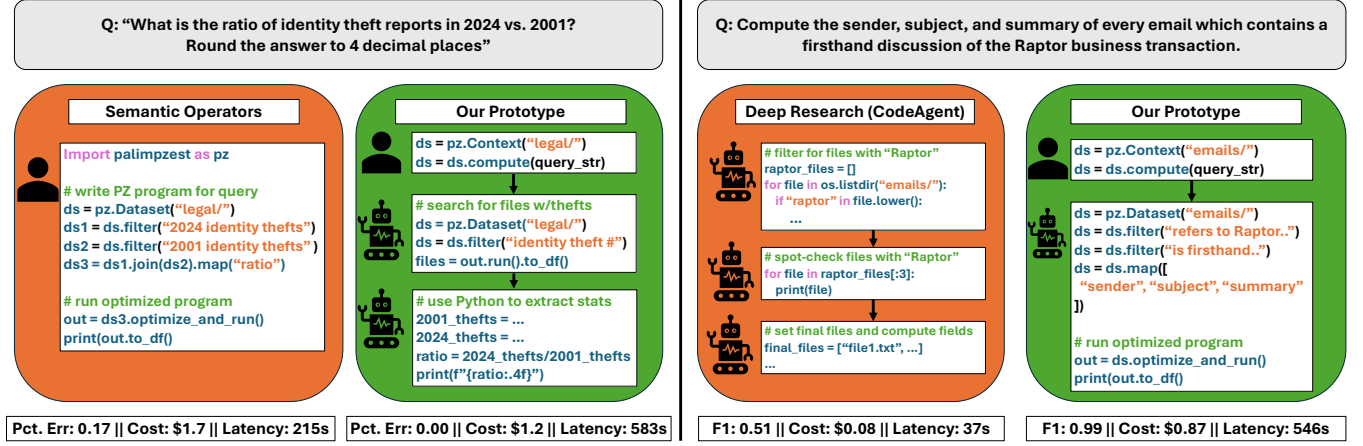 Q: “What is the ratio of identity theft reports in 2024 vs. 2001?
Round the answer to 4 decimal places”
Semantic Operators
Import palimpzest as pz
# write PZ program for query
ds = pz.Dataset(“legal/”)
ds1 = ds.filter(“2024 identity thefts”)
ds2 = ds.filter(“2001 identity thefts” )
ds3 = ds1.join(ds2).map(“ratio”)
# run optimized program
out = ds3.optimize_and_run()
print(out.to_df()
Pct. Err: 0.17 || Cost: $1.7 || Latency: 215s
Our Prototype
ds = pz.Context(“legal/”)
ds = ds.compute(query_str)
# search for files w/thefts
ds = pz.Dataset(“legal/”)
ds = ds.filter(“identity theft #”)
files = out.run().to_df()
# use Python to extract stats
2001_thefts = ...
2024_thefts = ...
ratio = 2024_thefts/2001_thefts
print(f”{ratio:.4f}”)
Pct. Err: 0.00 || Cost: $1.2 || Latency: 583s
Q: Compute the sender, subject, and summary of every email which contains a
firsthand discussion of the Raptor business transaction.
Deep Research (CodeAgent)
# filter for files with “Raptor”
raptor_files = []
for file in os.listdir(“emails/”):
if “raptor” in file.lower():
...
# spot-check files with “Raptor”
for file in raptor_files[:3]:
print(file)
# set final files and compute fields
final_files = [“file1.txt”, ...]
...
F1: 0.51 || Cost: $0.08 || Latency: 37s
Our Prototype
ds = pz.Context(“emails/”)
ds = ds.compute(query_str)
ds = pz.Dataset(“emails/”)
ds = ds.filter(“refers to Raptor..”)
ds = ds.filter(“is firsthand..”)
ds = ds.map([
“sender”, “subject”, “summary”
])
# run optimized program
out = ds.optimize_and_run()
print(out.to_df()
F1: 0.99 || Cost: $0.87 || Latency: 546s